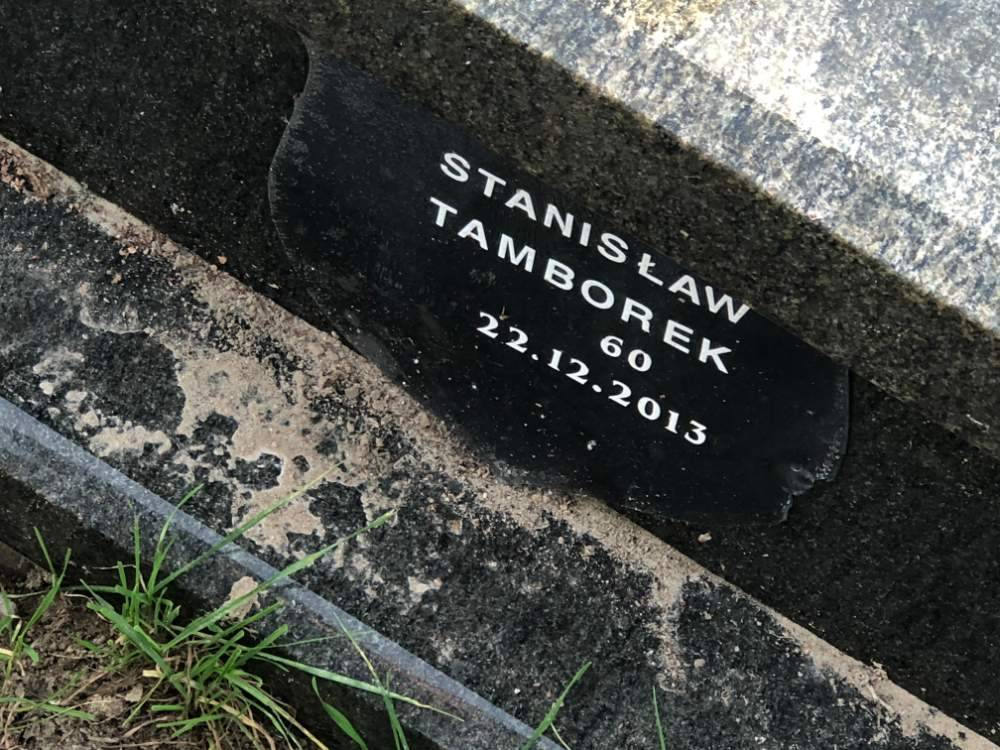 STANISŁAW
TAMBOREK
60
22.12.2013